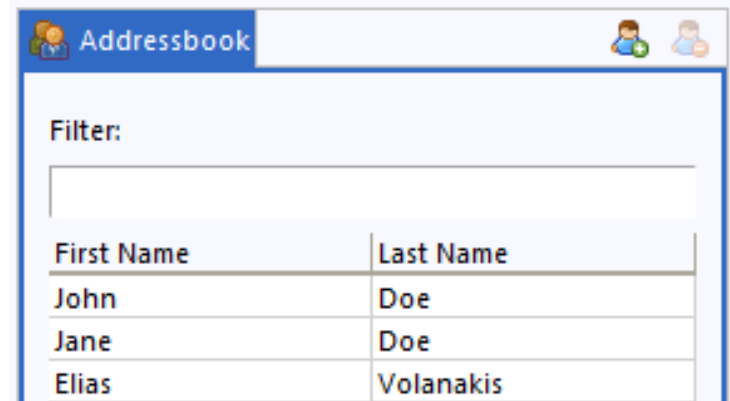 Addressbook
Filter:
First Name Last Name
John Doe
Jane Doe
Elias Volanakis